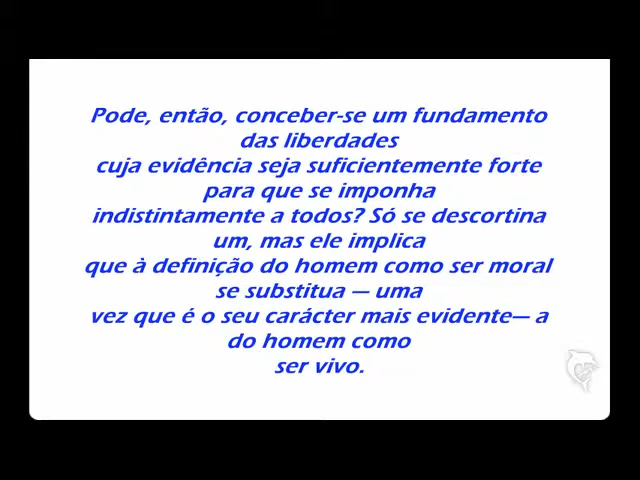 Pode, então, conceber-se um fundamento
das liberdades
cuja evidência seja suficientemente forte
para que se imponha
indistintamente a todos? Só se descortina
um, mas ele implica
que à definição do homem como ser moral
se substitua — uma
vez que é o seu carácter mais evidente— a
do homem como
ser vivo.